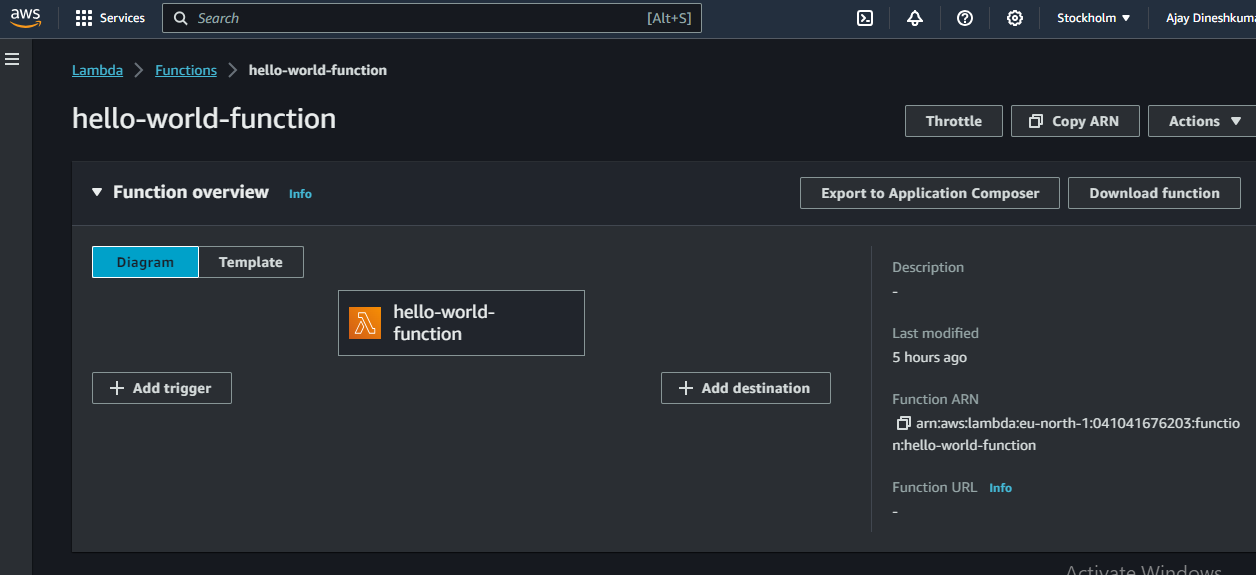 aws Services Search [Alt+S] Stockholm Ajay Dineshkuma
Lambda Functions hello-world-function
hello-world-function
Throttle Copy ARN Actions
Function overview Info Export to Application Composer Download function
Diagram Template
hello-world-
function
Add trigger
Add destination
Description
-
Last modified
5 hours ago
Function ARN
arn:aws:lambda:eu-north-1:041041676203:functio
n:hello-world-function
Function URL Info
-
Activate Windows